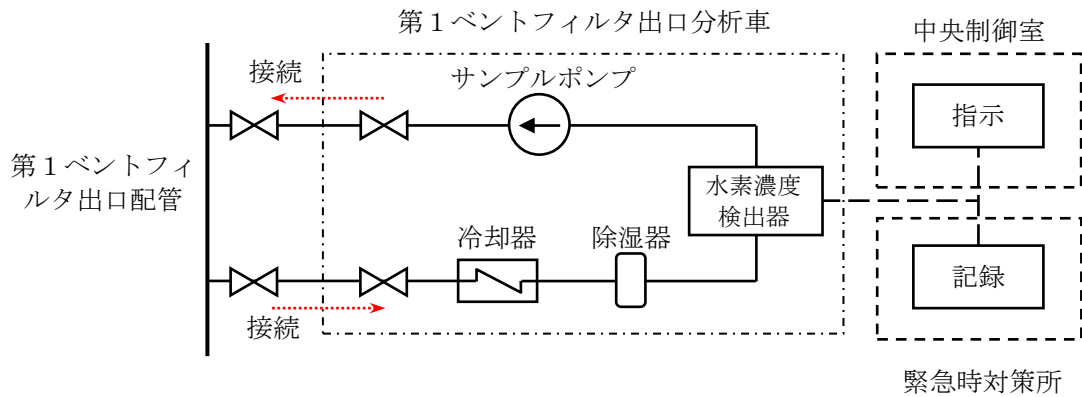 第１ベントフィルタ出口分析車
中央制御室
接続
サンプルポンプ
指示
第１ベントフィ
ルタ出口配管
水素濃度
検出器
冷却器
除湿器
記録
接続
緊急時対策所